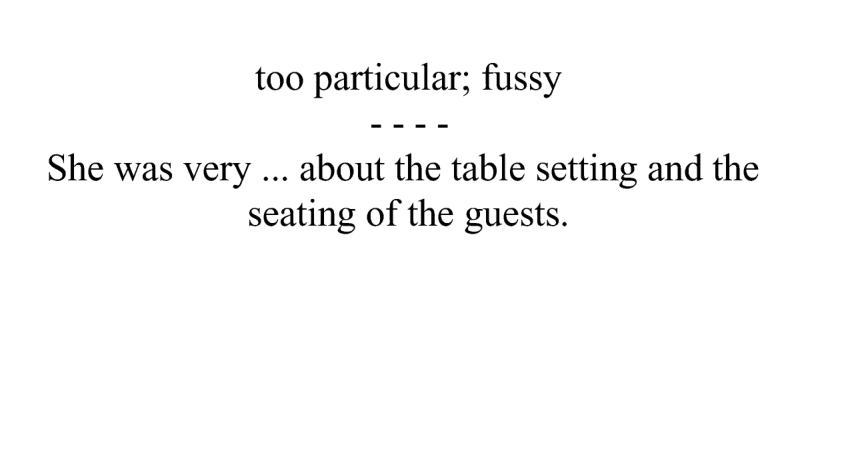 too particular; fussy
- - - -
She was very ... about the table setting and the
seating of the guests.